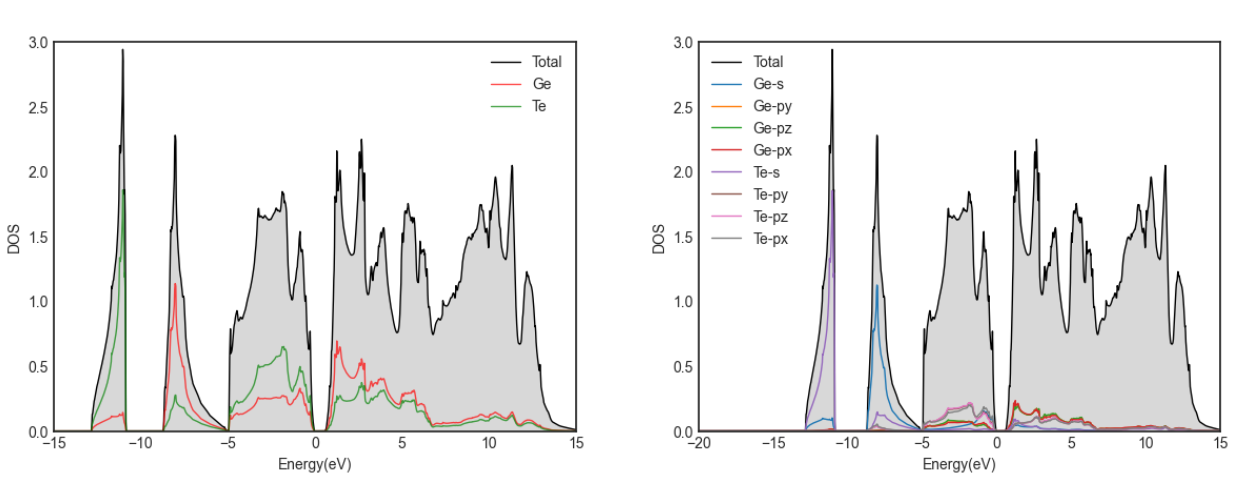 3.0
2.5
2.0
1.5
1.0
0.5
0.0
DOS
−15 −10 −5 0 5 10 15
Energy(eV)
Total
Ge
Te
3.0
2.5
2.0
1.5
1.0
0.5
0.0
DOS
−20 −15 −10 −5 0 5 10 15
Energy(eV)
Total
Ge-s
Ge-py
Ge-pz
Ge-px
Te-s
Te-py
Te-pz
Te-px